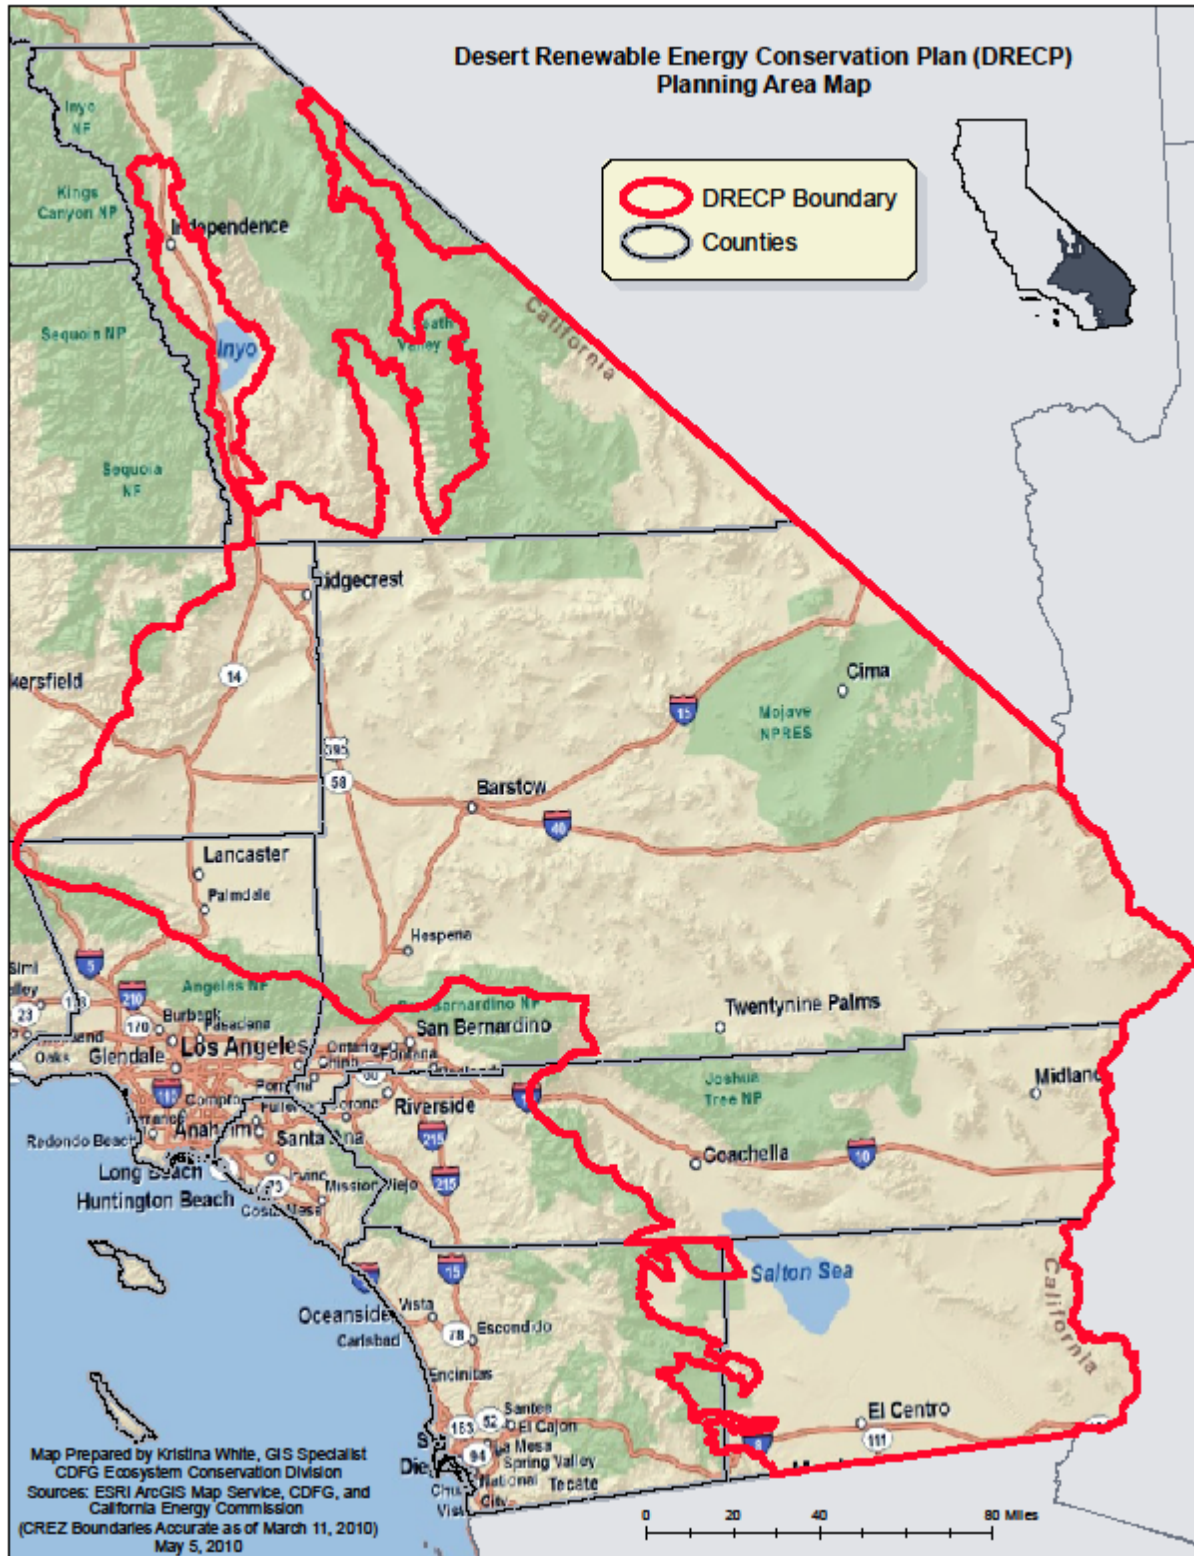 Desert Renewable Energy Conservation Plan (DRECP)
Planning Area Map
DRECP Boundary
Counties
Inyo
NF
Kings
Canyon NP
Independence
Sequoia NP
Inyo
Valley
California
Sequoia
NF
idgecrest
kersfield
14
395
58
15
Cima
Mojave
NPRES
Barstow
40
Lancaster
Palmdale
Hesperia
5
Angeles NF
Bernardino NF
San Bernardino
Twentynine Palms
23
210
170
Burbank
Pasadena
Glendale
Los Angeles
Ontario
Fontana
Oaks
Joshua
Tree NP
Midland
Riverside
Redondo Beach
Anaheim
Santa Ana
215
Coachella
10
Long Beach
Irvine
Mission Viejo
215
Huntington Beach
73
Costa Mesa
Salton Sea
California
15
Oceanside
Vista
Carlsbad
78
Escondido
Encinitas
Santee
El Cajon
163
52
La Mesa
94
Spring Valley
National
City
Tecate
El Centro
111
8
Map Prepared by Kristina White, GIS Specialist
CDFG Ecosystem Conservation Division
Sources: ESRI ArcGIS Map Service, CDFG, and
California Energy Commission
(CREZ Boundaries Accurate as of March 11, 2010)
May 5, 2010
0 20 40 80 Miles